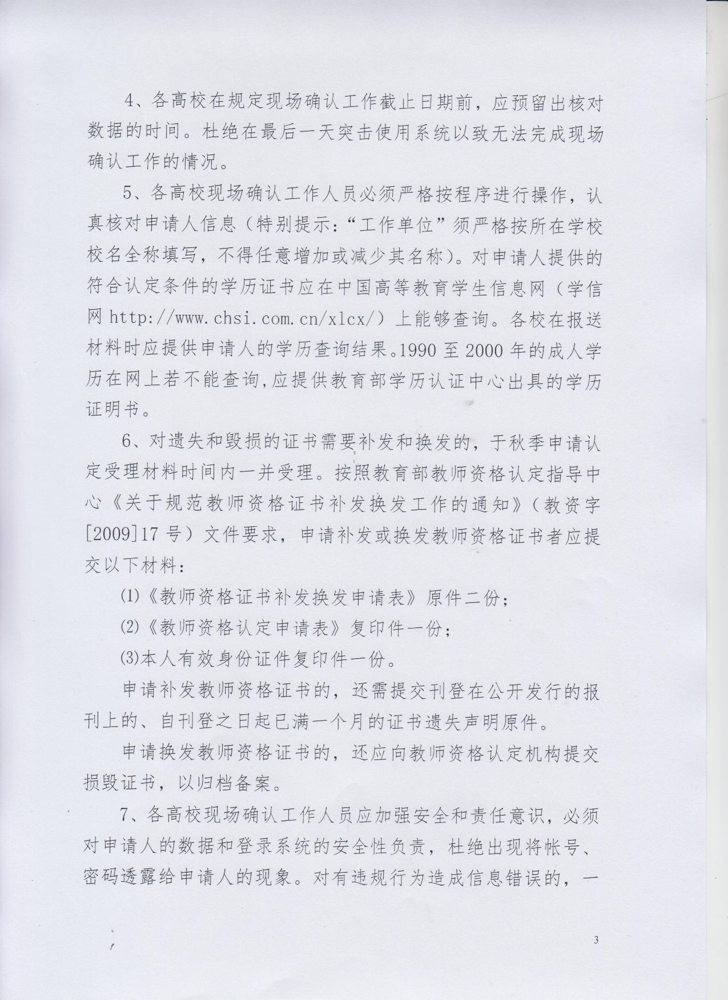 4、各高校在规定现场确认工作截止日期前，应预留出核对
数据的时间。杜绝在最后一天突击使用系统以致无法完成现场
确认工作的情况。
5、各高校现场确认工作人员必须严格按程序进行操作，认
真核对申请人信息（特别提示：“工作单位”须严格按所在学校
校名全称填写，不得任意增加或减少其名称）。对申请人提供的
符合认定条件的学历证书应在中国高等教育学生信息网（学信
网 http://www.chsi.com.cn/xlcx/）上能够查询。各校在报送
材料时应提供申请人的学历查询结果。1990 至 2000 年的成人学
历在网上若不能查询,应提供教育部学历认证中心出具的学历
证明书。
6、对遗失和毁损的证书需要补发和换发的，于秋季申请认
定受理材料时间内一并受理。按照教育部教师资格认定指导中
心《关于规范教师资格证书补发换发工作的通知》（教资字
[2009]17 号）文件要求，申请补发或换发教师资格证书者应提
交以下材料：
⑴《教师资格证书补发换发申请表》原件二份；
⑵《教师资格认定申请表》复印件一份；
⑶本人有效身份证件复印件一份。
申请补发教师资格证书的，还需提交刊登在公开发行的报
刊上的、自刊登之日起已满一个月的证书遗失声明原件。
申请换发教师资格证书的，还应向教师资格认定机构提交
损毁证书，以归档备案。
7、各高校现场确认工作人员应加强安全和责任意识，必须
对申请人的数据和登录系统的安全性负责，杜绝出现将帐号、
密码透露给申请人的现象。对有违规行为造成信息错误的，一
3